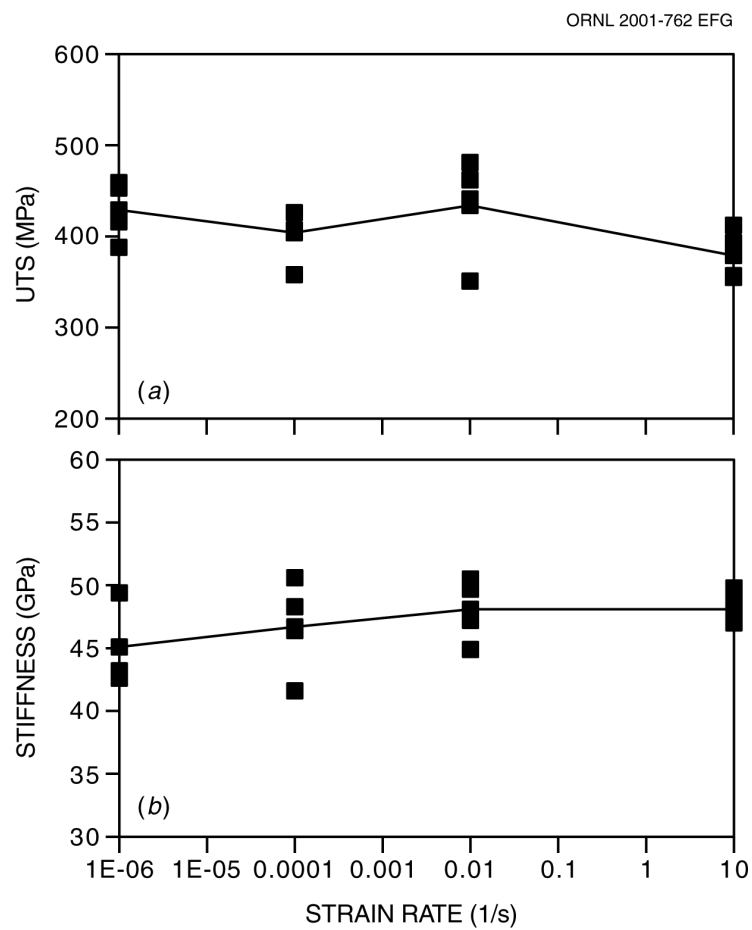 ORNL 2001-762 EFG
600
500
400
300
200
UTS (MPa)
(a)
60
55
50
45
40
35
30
STIFFNESS (GPa)
(b)
1E-06 1E-05 0.0001 0.001 0.01 0.1 1 10
STRAIN RATE (1/s)